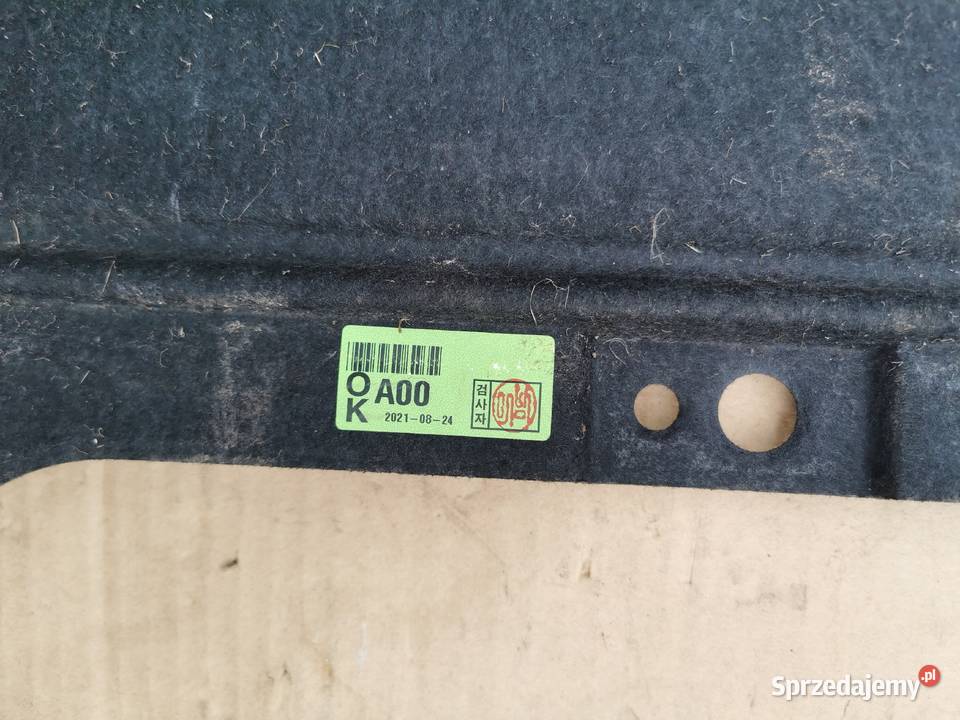 OK A00
2021-08-24
검사자
Sprzedajemy.pl